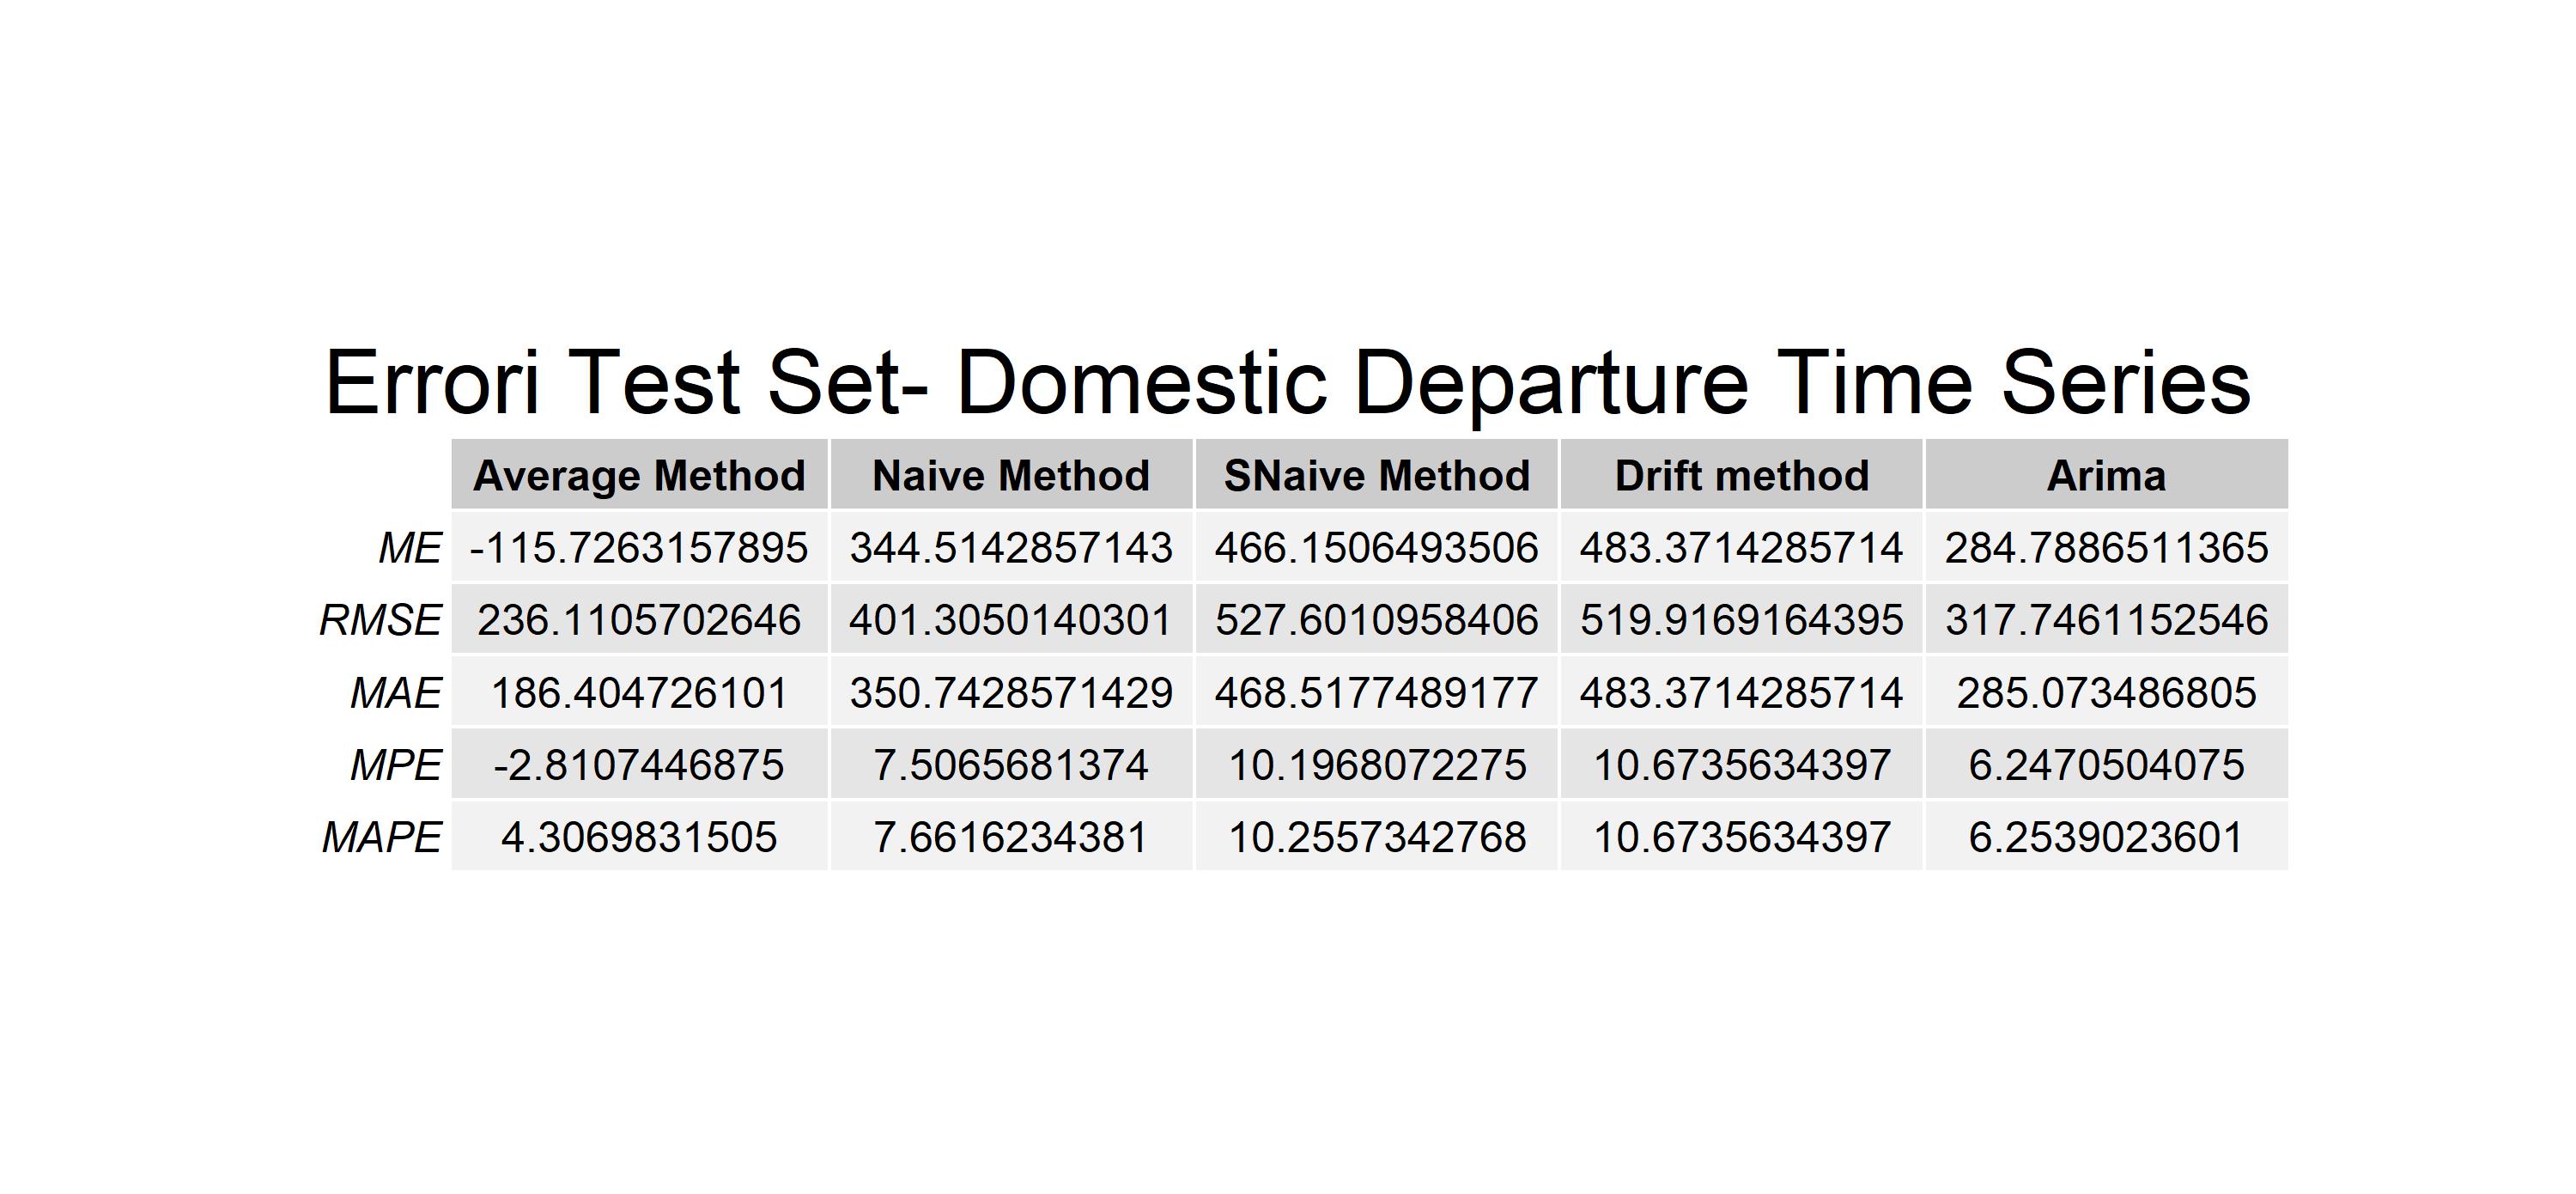 Errori Test Set- Domestic Departure Time Series
Average Method Naive Method SNaive Method Drift method Arima
ME -115.7263157895 344.5142857143 466.1506493506 483.3714285714 284.7886511365
RMSE 236.1105702646 401.3050140301 527.6010958406 519.9169164395 317.7461152546
MAE 186.404726101 350.7428571429 468.5177489177 483.3714285714 285.073486805
MPE -2.8107446875 7.5065681374 10.1968072275 10.6735634397 6.2470504075
MAPE 4.3069831505 7.6616234381 10.2557342768 10.6735634397 6.2539023601